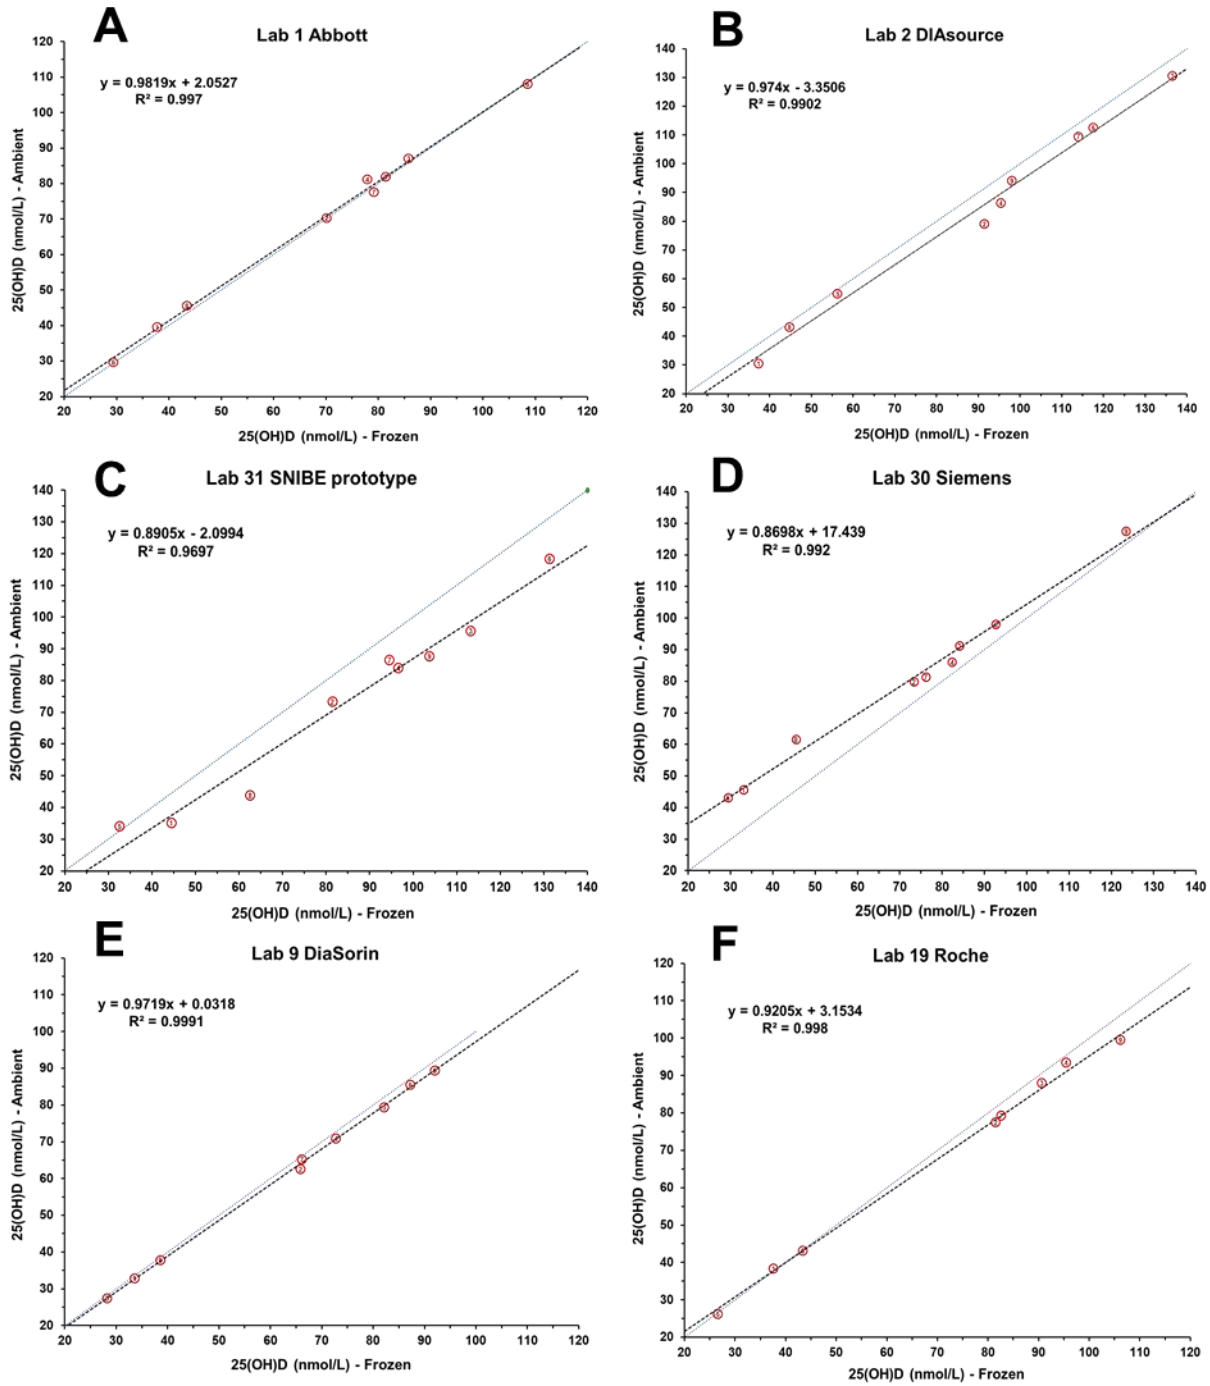 A
Lab 1 Abbott
y = 0.9819x + 2.0527
R² = 0.997
120
110
100
90
80
70
60
50
40
30
20
25(OH)D (nmol/L) - Ambient
20 30 40 50 60 70 80 90 100 110 120
25(OH)D (nmol/L) - Frozen
B
Lab 2 DIAsource
y = 0.974x - 3.3506
R² = 0.9902
140
130
120
110
100
90
80
70
60
50
40
30
20
25(OH)D (nmol/L) - Ambient
20 30 40 50 60 70 80 90 100 110 120 130 140
25(OH)D (nmol/L) - Frozen
C
Lab 31 SNIBE prototype
y = 0.8905x - 2.0994
R² = 0.9697
140
130
120
110
100
90
80
70
60
50
40
30
20
25(OH)D (nmol/L) - Ambient
20 30 40 50 60 70 80 90 100 110 120 130 140
25(OH)D (nmol/L) - Frozen
D
Lab 30 Siemens
y = 0.8698x + 17.439
R² = 0.992
140
130
120
110
100
90
80
70
60
50
40
30
20
25(OH)D (nmol/L) - Ambient
20 30 40 50 60 70 80 90 100 110 120 130 140
25(OH)D (nmol/L) - Frozen
E
Lab 9 DiaSorin
y = 0.9719x + 0.0318
R² = 0.9991
120
110
100
90
80
70
60
50
40
30
20
25(OH)D (nmol/L) - Ambient
20 30 40 50 60 70 80 90 100 110 120
25(OH)D (nmol/L) - Frozen
F
Lab 19 Roche
y = 0.9205x + 3.1534
R² = 0.998
120
110
100
90
80
70
60
50
40
30
20
25(OH)D (nmol/L) - Ambient
20 30 40 50 60 70 80 90 100 110 120
25(OH)D (nmol/L) - Frozen